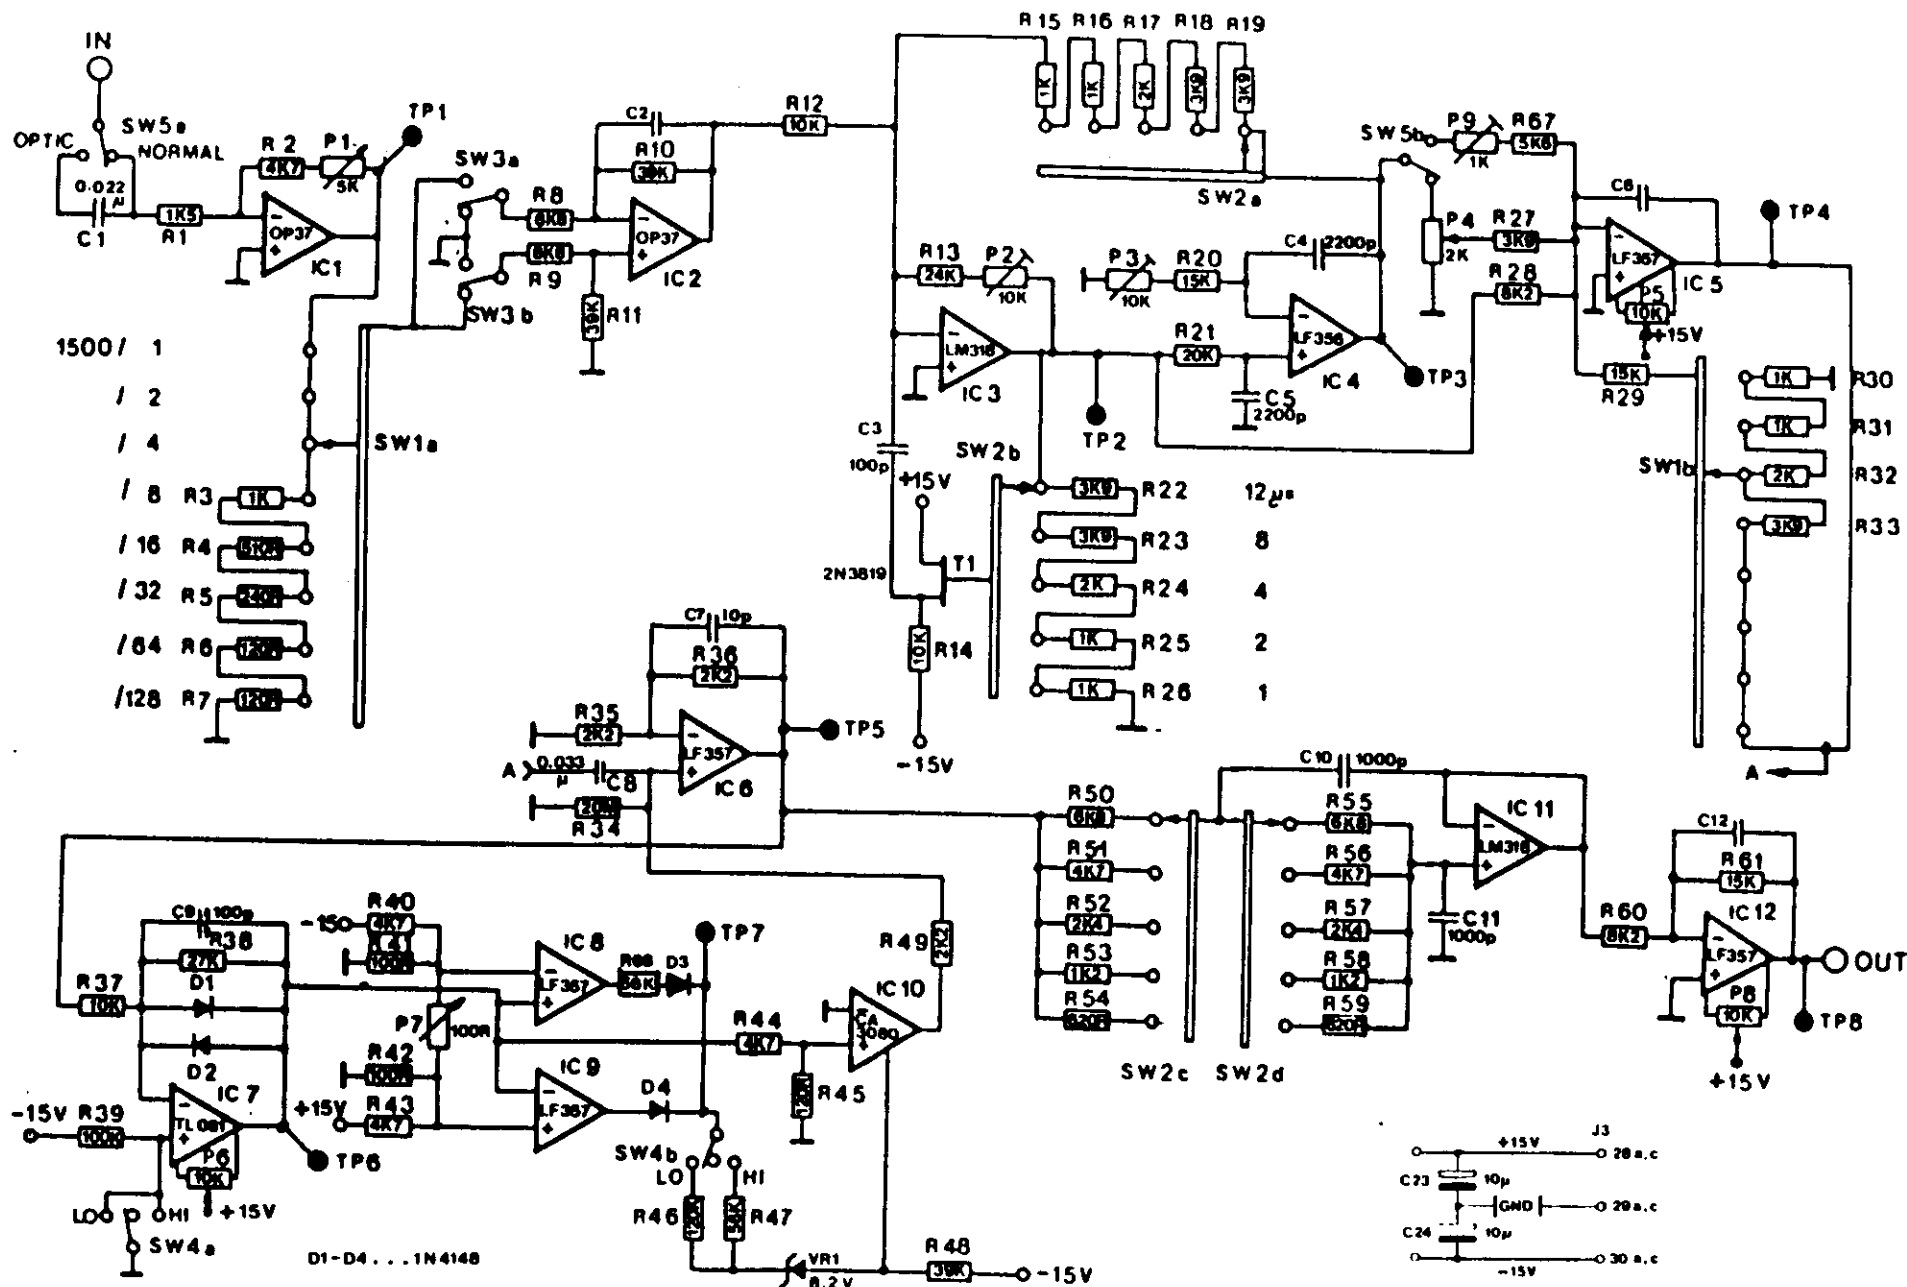 IN
OPTIC
SW5a
NORMAL
0.022
µ
C1
1K5
R1
R2
4K7
P1
5K
TP1
OP37
IC1
SW3a
SW3b
R8
6K8
6K8
R9
39K
R11
C2
R10
39K
OP37
IC2
R12
10K
R15 R16 R17 R18 R19
1K
1K
2K
3K9
3K9
SW2a
R13
24K
P2
10K
LM318
IC3
C3
100p
+15V
2N3819
T1
10K
R14
-15V
TP2
P3
10K
R20
15K
C4
2200p
R21
20K
LF356
IC4
C5
2200p
TP3
SW5b
P9
1K
R67
5K6
P4
2K
R27
3K9
R28
8K2
C6
LF357
IC5
P5
10K
+15V
TP4
15K
R29
SW1b
1K R30
1K R31
2K R32
3K9 R33
A
1500/ 1
/ 2
/ 4
/ 8 R3 1K
/16 R4 510R
/32 R5 240R
/64 R6 120R
/128 R7 120R
SW1a
SW2b
3K9 R22 12µs
3K9 R23 8
2K R24 4
1K R25 2
1K R26 1
C7 10p
R36
2K2
R35
2K2
LF357
IC6
TP5
A
0.033
µ
C8
20M
R34
R50
6K8
R51
4K7
R52
2K4
R53
1K2
R54
620R
SW2c
SW2d
C10
1000p
R55
6K8
R56
4K7
R57
2K4
R58
1K2
R59
620R
IC11
LM318
C11
1000p
R60
8K2
C12
R61
15K
IC12
LF357
P8
10K
+15V
OUT
TP8
R37
10K
C9
100p
R38
27K
D1
D2
IC7
TL081
-15V
R39
100K
P6
10K
+15V
TP6
LO
HI
SW4a
D1-D4...1N4148
-15
R40
4K7
R41
100R
P7
100R
R42
100R
+15V
R43
4K7
IC8
LF357
R66
56K
D3
TP7
IC9
LF357
D4
R44
4K7
120R
R45
IC10
CA
3080
R49
2K2
SW4b
LO
HI
R46
120K
56K
R47
VR1
8.2V
R48
39K
-15V
J3
+15V
28a,c
C23
10µ
GND
29a,c
C24
10µ
-15V
30a,c